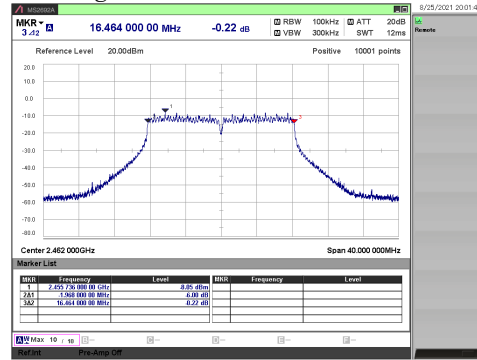 MS2692A
8/25/2021 20:01:4
MKR
3 Δ2
16.464 000 00 MHz
-0.22 dB
RBW 100kHz
ATT 20dB
VBW 300kHz
SWT 12ms
Remote
Reference Level 20.00dBm
Positive 10001 points
20.0
10.0
0.0
-10.0
-20.0
-30.0
-40.0
-50.0
-60.0
-70.0
-80.0
1
3
Center 2.462 000GHz
Span 40.000 000MHz
Marker List
MKR Frequency Level MKR Frequency Level
1 2.455 736 000 00 GHz -8.05 dBm
2Δ1 -1.968 000 00 MHz -6.00 dB
3Δ2 16.464 000 00 MHz -0.22 dB
A W Max 10 / 10 B -- C -- D -- E -- F --
Ref.Int Pre-Amp Off